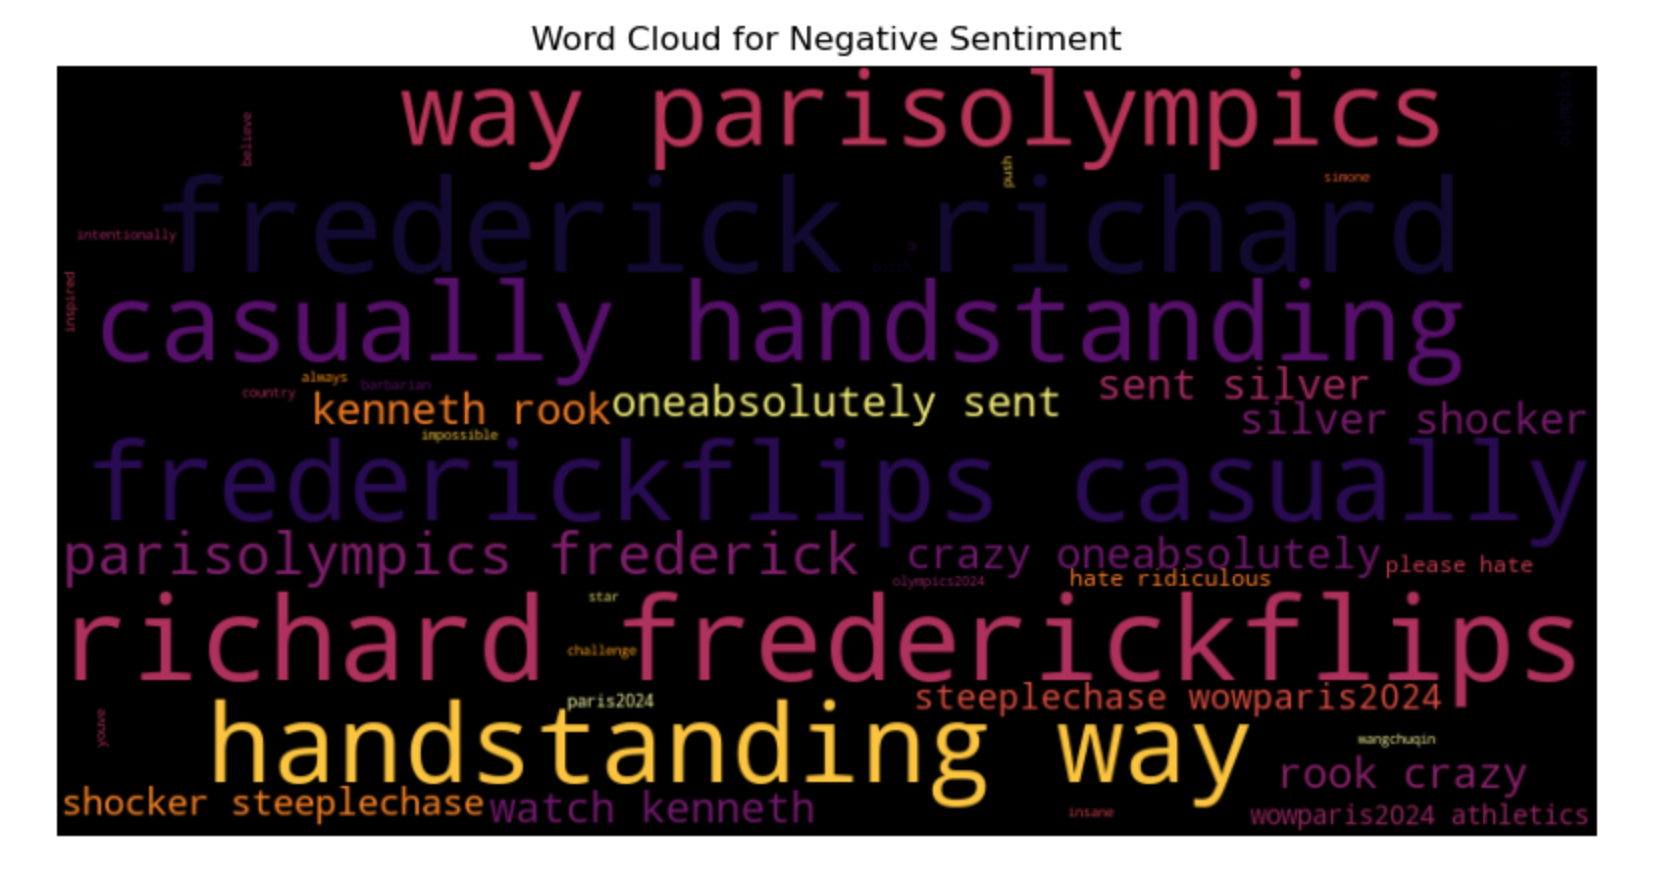 Word Cloud for Negative Sentiment
way parisolympics
believe
push
simone
frederick richard
intentionally
inspired
casually handstanding
always
country
barbarian
kenneth rook
oneabsolutely sent
sent silver
silver shocker
impossible
frederickflips casually
parisolympics frederick
crazy oneabsolutely
please hate
olympics2024
hate ridiculous
star
richard frederickflips
challenge
paris2024
steeplechase wowparis2024
youve
handstanding way
wangchuqin
rook crazy
shocker steeplechase
watch kenneth
insane
wowparis2024 athletics